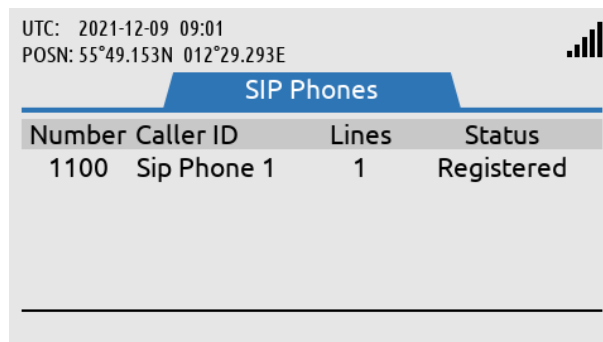 UTC: 2021-12-09 09:01
POSN: 55°49.153N 012°29.293E
SIP Phones
Number Caller ID Lines Status
1100 Sip Phone 1 1 Registered